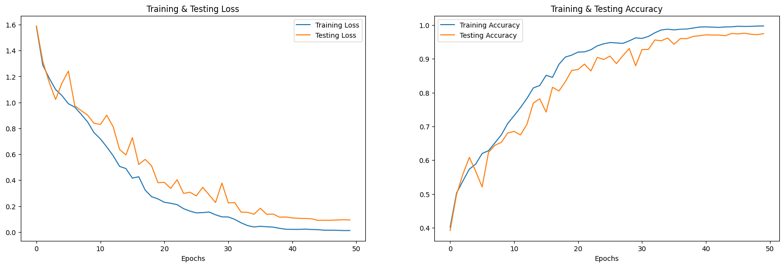 Training & Testing Loss
1.6
1.4
1.2
1.0
0.8
0.6
0.4
0.2
0.0
Training Loss
Testing Loss
0 10 20 30 40 50
Epochs
Training & Testing Accuracy
1.0
0.9
0.8
0.7
0.6
0.5
0.4
Training Accuracy
Testing Accuracy
0 10 20 30 40 50
Epochs